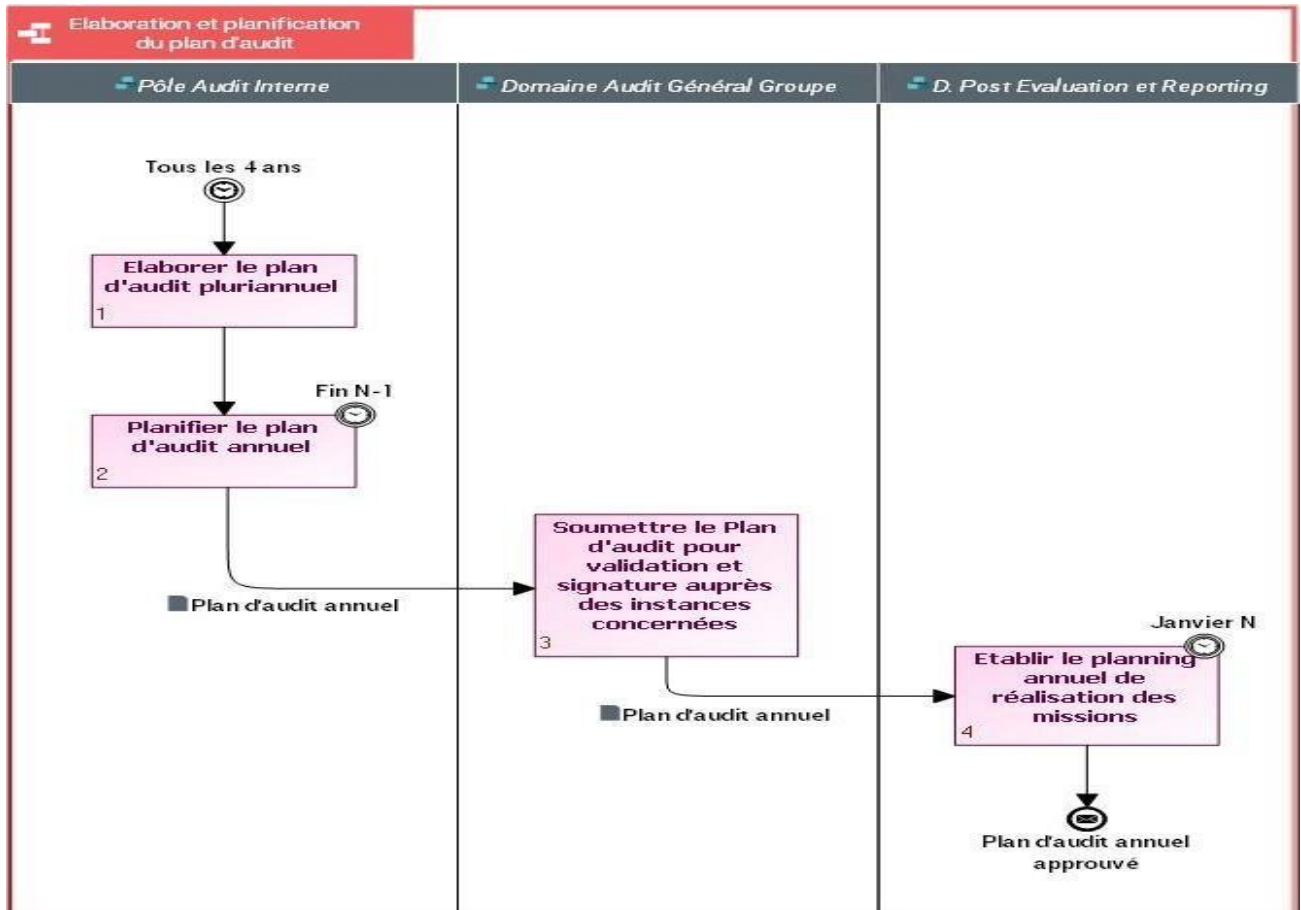 Elaboration et planification
du plan d'audit
Pôle Audit Interne
Domaine Audit Général Groupe
D. Post Evaluation et Reporting
Tous les 4 ans
Elaborer le plan
d'audit pluriannuel
1
Fin N-1
Planifier le plan
d'audit annuel
2
Plan d'audit annuel
Soumettre le Plan
d'audit pour
validation et
signature auprès
des instances
concernées
3
Plan d'audit annuel
Janvier N
Etablir le planning
annuel de
réalisation des
missions
4
Plan d'audit annuel
approuvé